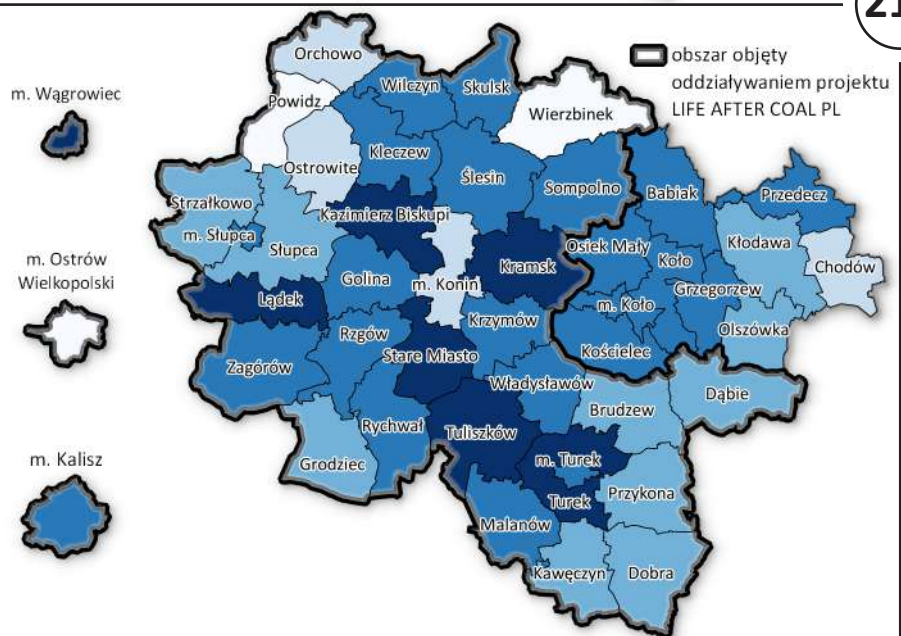 21
obszar objęty
oddziaływaniem projektu
LIFE AFTER COAL PL
m. Wągrowiec
m. Ostrów
Wielkopolski
m. Kalisz
Orchowo
Wilczyn
Skulsk
Powidz
Wierzbinek
Kleczew
Ostrowite
Ślesin
Sompolno
Babiak
Przedecz
Strzałkowo
Kazimierz Biskupi
m. Słupca
Słupca
Osiek Mały
Kłodawa
Koło
Chodów
Golina
m. Konin
Kramsk
Lądek
Grzegorzew
m. Koło
Krzymów
Olszówka
Rzgów
Stare Miasto
Kościelec
Zagórów
Władysławów
Dąbie
Brudzew
Rychwał
Tuliszków
Grodziec
m. Turek
Przykona
Turek
Malanów
Kawęczyn
Dobra